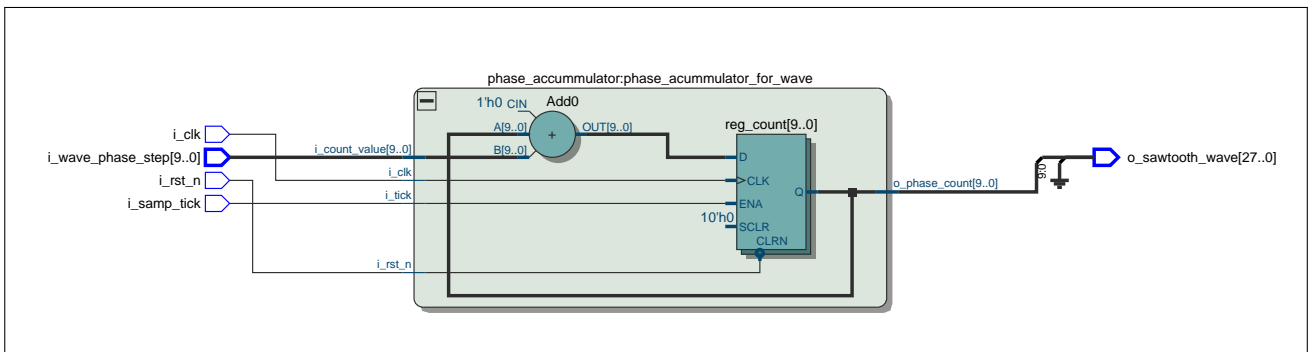 phase_accummulator:phase_acummulator_for_wave
1'h0 CIN
Add0
A[9..0]
OUT[9..0]
B[9..0]
+
reg_count[9..0]
D
CLK
Q
ENA
10'h0
SCLR
CLRN
i_clk
i_wave_phase_step[9..0]
i_rst_n
i_samp_tick
i_count_value[9..0]
i_clk
i_tick
i_rst_n
o_phase_count[9..0]
9:0
o_sawtooth_wave[27..0]